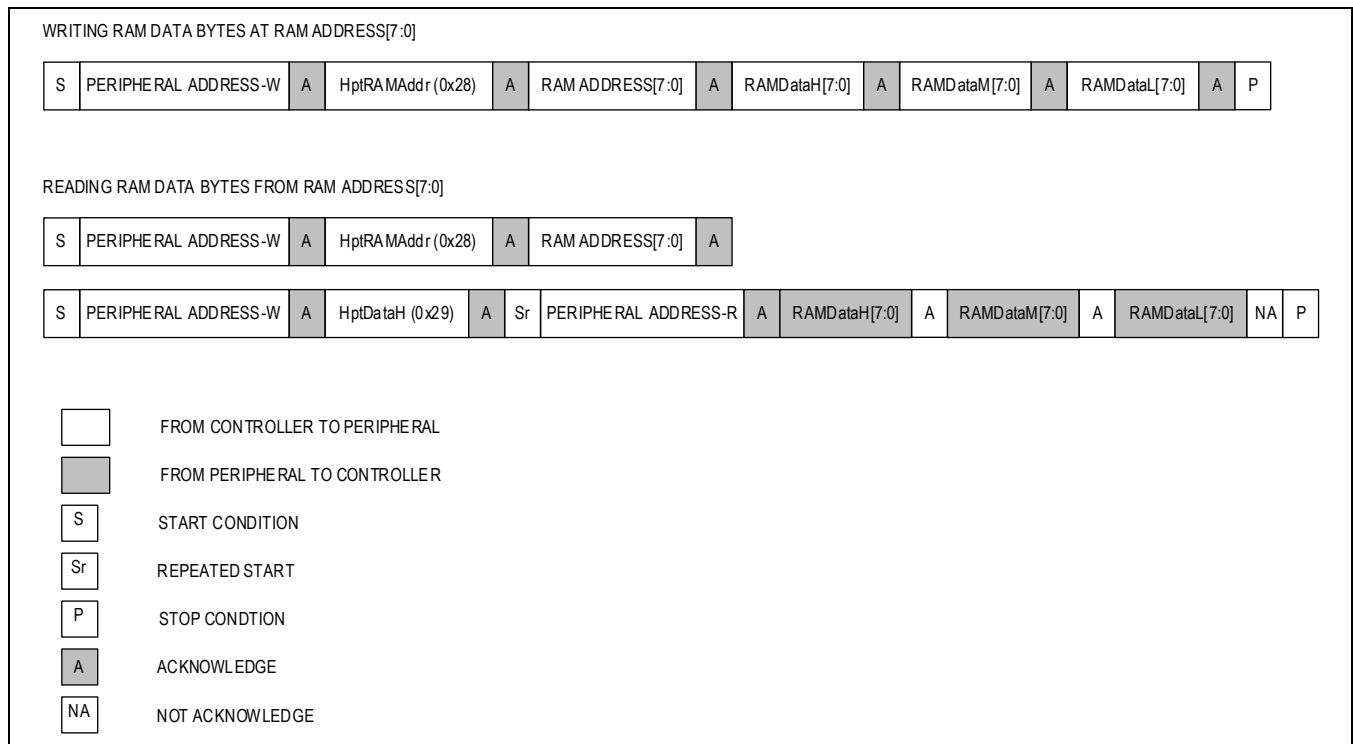 WRITING RAM DATA BYTES AT RAM ADDRESS[7:0]
S PERIPHERAL ADDRESS-W A HptRAMAddr (0x28) A RAM ADDRESS[7:0] A RAMDataH[7:0] A RAMDataM[7:0] A RAMDataL[7:0] A P
READING RAM DATA BYTES FROM RAM ADDRESS[7:0]
S PERIPHERAL ADDRESS-W A HptRAMAddr (0x28) A RAM ADDRESS[7:0] A
S PERIPHERAL ADDRESS-W A HptDataH (0x29) A Sr PERIPHERAL ADDRESS-R A RAMDataH[7:0] A RAMDataM[7:0] A RAMDataL[7:0] NA P
FROM CONTROLLER TO PERIPHERAL
FROM PERIPHERAL TO CONTROLLER
S START CONDITION
Sr REPEATED START
P STOP CONDTION
A ACKNOWLEDGE
NA NOT ACKNOWLEDGE